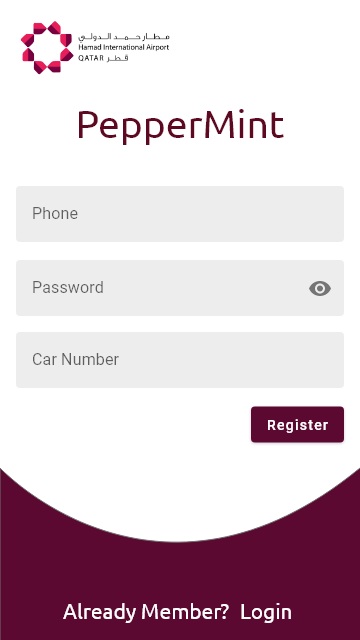 مطار حمد الدولي
Hamad International Airport
QATAR قطر
PepperMint
Phone
Password
Car Number
Register
Already Member? Login